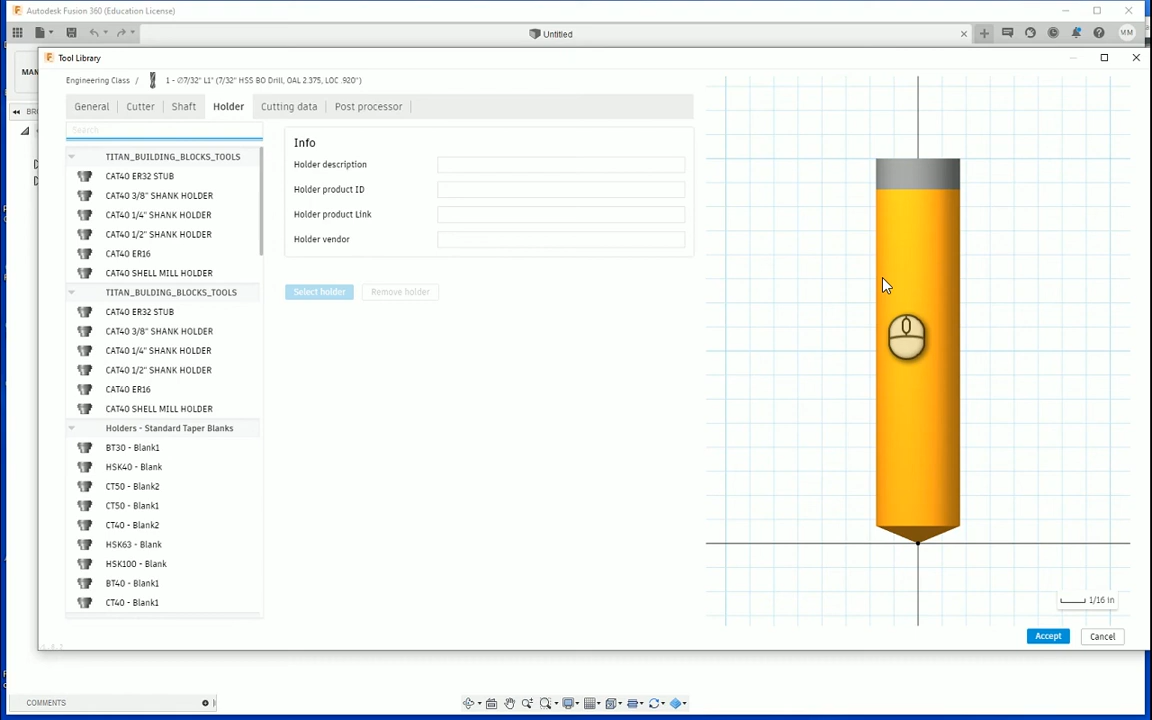 Autodesk Fusion 360 (Education License)
Untitled
MM
MAN
Tool Library
BR
Engineering Class / 1 - ∅7/32" L1" (7/32" HSS BO Drill, OAL 2.375, LOC .920")
General Cutter Shaft Holder Cutting data Post processor
Search
TITAN_BUILDING_BLOCKS_TOOLS
CAT40 ER32 STUB
CAT40 3/8" SHANK HOLDER
CAT40 1/4" SHANK HOLDER
CAT40 1/2" SHANK HOLDER
CAT40 ER16
CAT40 SHELL MILL HOLDER
TITAN_BULDING_BLOCKS_TOOLS
CAT40 ER32 STUB
CAT40 3/8" SHANK HOLDER
CAT40 1/4" SHANK HOLDER
CAT40 1/2" SHANK HOLDER
CAT40 ER16
CAT40 SHELL MILL HOLDER
Holders - Standard Taper Blanks
BT30 - Blank1
HSK40 - Blank
CT50 - Blank2
CT50 - Blank1
CT40 - Blank2
HSK63 - Blank
HSK100 - Blank
BT40 - Blank1
CT40 - Blank1
Info
Holder description
Holder product ID
Holder product Link
Holder vendor
Select holder Remove holder
1/16 in
Accept Cancel
COMMENTS